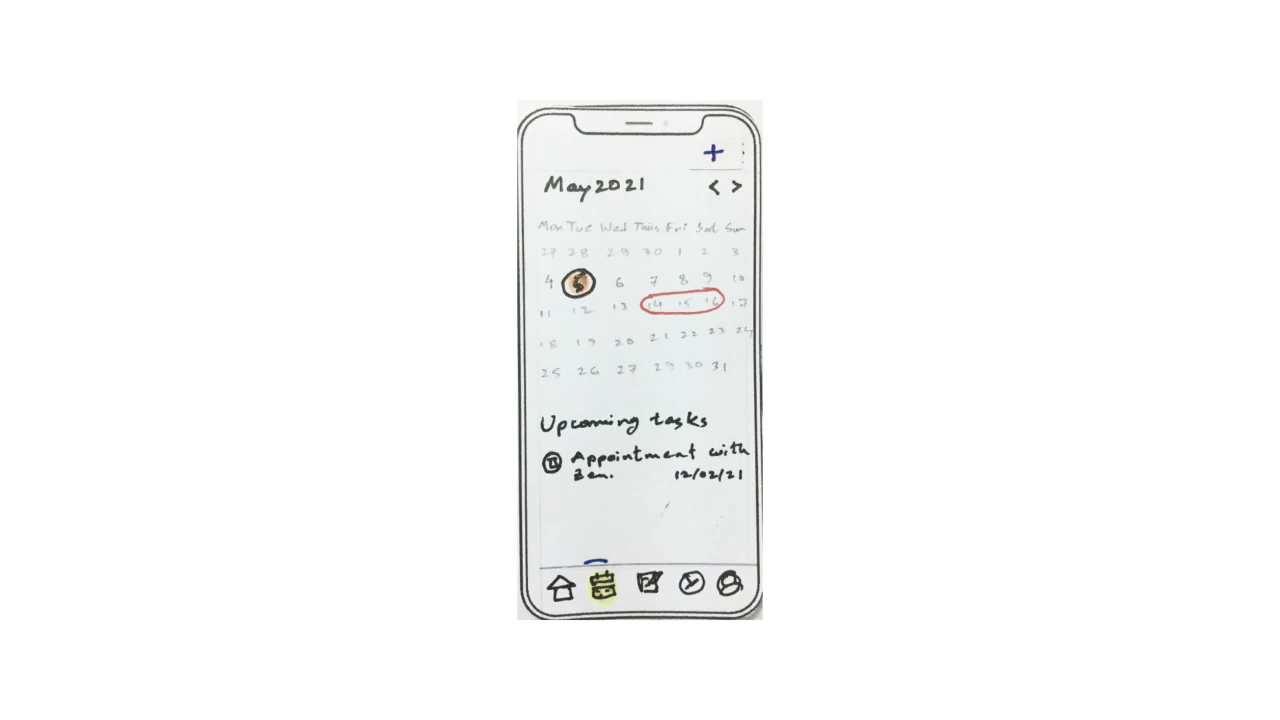 +
May 2021 < >
Mon Tue Wed Thurs Fri Sat Sun
27 28 29 30 1 2 3
4 5 6 7 8 9 10
11 12 13 14 15 16 17
18 19 20 21 22 23 24
25 26 27 29 30 31
Upcoming tasks
Appointment with
Zen. 12/02/21